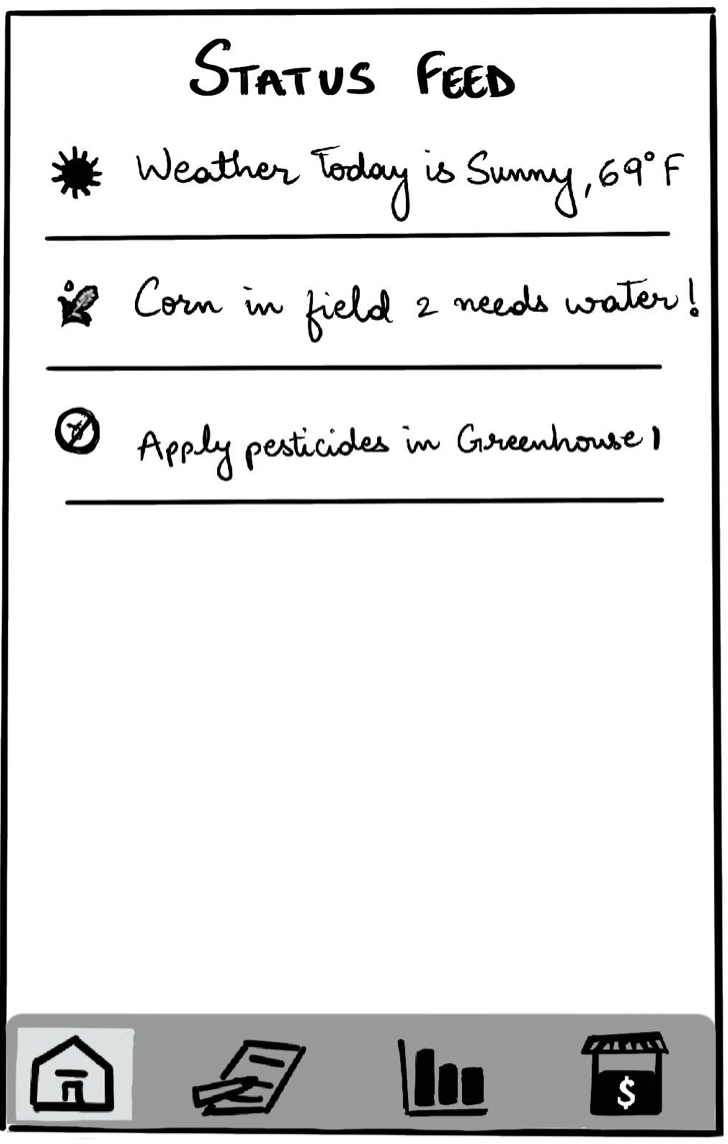 STATUS FEED
Weather Today is Sunny, 69° F
Corn in field 2 needs water!
Apply pesticides in Greenhouse 1
$